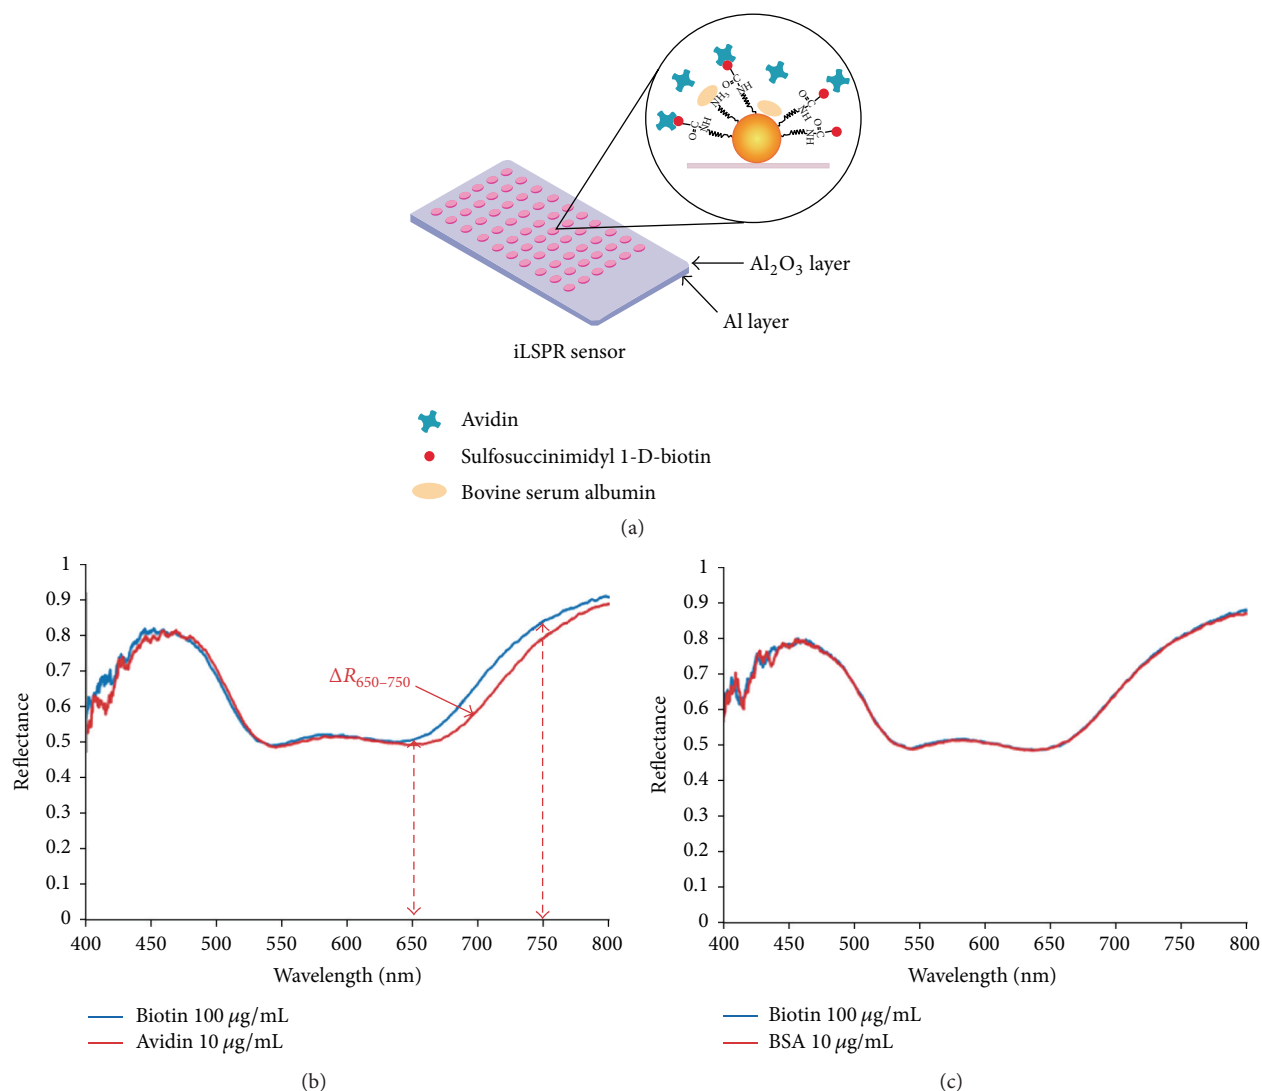 O=C
NH
NH3
O=C
NH
O=C
NH
O=C
NH
Al2O3 layer
Al layer
iLSPR sensor
Avidin
Sulfosuccinimidyl 1-D-biotin
Bovine serum albumin
(a)
1
0.9
0.8
0.7
0.6
0.5
0.4
0.3
0.2
0.1
0
Reflectance
ΔR650–750
400 450 500 550 600 650 700 750 800
Wavelength (nm)
Biotin 100 μg/mL
Avidin 10 μg/mL
(b)
1
0.9
0.8
0.7
0.6
0.5
0.4
0.3
0.2
0.1
0
Reflectance
400 450 500 550 600 650 700 750 800
Wavelength (nm)
Biotin 100 μg/mL
BSA 10 μg/mL
(c)